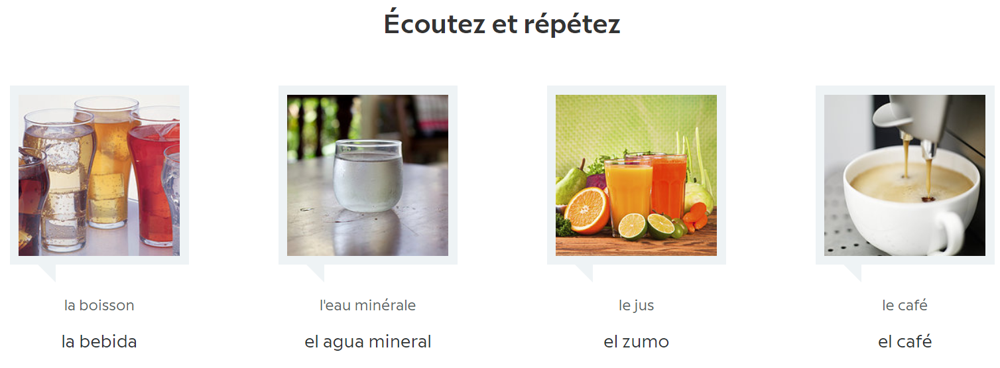 Écoutez et répétez
la boisson
la bebida
l'eau minérale
el agua mineral
le jus
el zumo
le café
el café